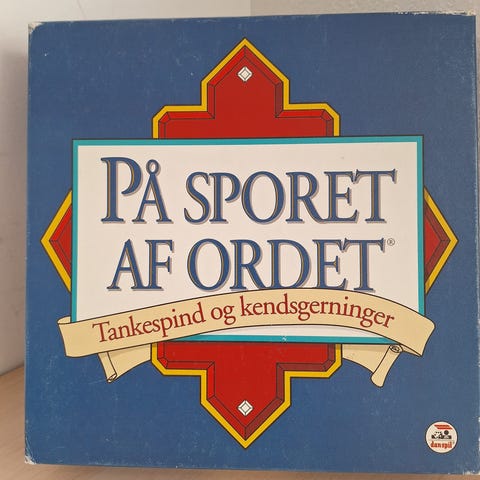 PÅ SPORET
AF ORDET®
Tankespind og kendsgerninger
danspil